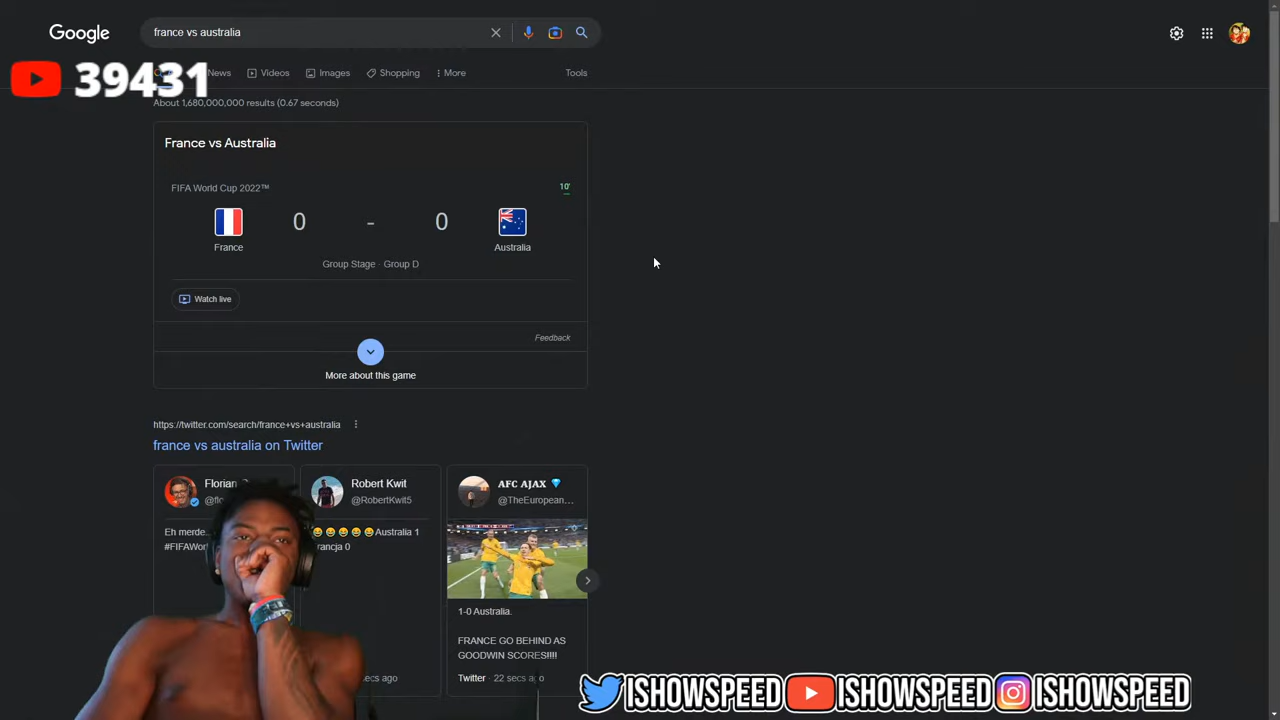 Google
france vs australia
39431
News
Videos
Images
Shopping
More
Tools
About 1,680,000,000 results (0.67 seconds)
France vs Australia
FIFA World Cup 2022™
10'
0 - 0
France
Australia
Group Stage · Group D
Watch live
Feedback
More about this game
https://twitter.com/search/france+vs+australia
france vs australia on Twitter
Florian
Robert Kwit
@RobertKwit5
AFC AJAX
@TheEuropean...
Eh merde..
Australia 1
1-0 Australia.
FRANCE GO BEHIND AS
GOODWIN SCORES!!!!
secs ago
Twitter · 22 secs ago
ISHOWSPEED
ISHOWSPEED
ISHOWSPEED